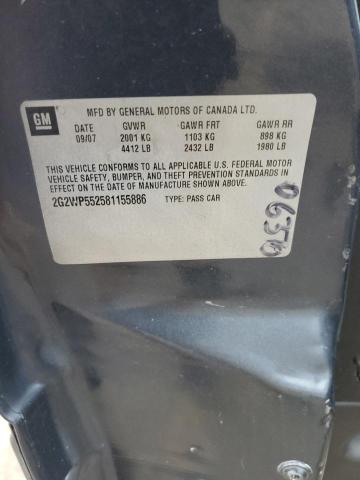 GM
MFD BY GENERAL MOTORS OF CANADA LTD.
DATE GVWR GAWR FRT GAWR RR
09/07 2001 KG 1103 KG 898 KG
4412 LB 2432 LB 1980 LB
THIS VEHICLE CONFORMS TO ALL APPLICABLE U.S. FEDERAL MOTOR
VEHICLE SAFETY, BUMPER, AND THEFT PREVENTION STANDARDS IN
EFFECT ON THE DATE OF MANUFACTURE SHOWN ABOVE.
2G2WP552581155886 TYPE: PASS CAR